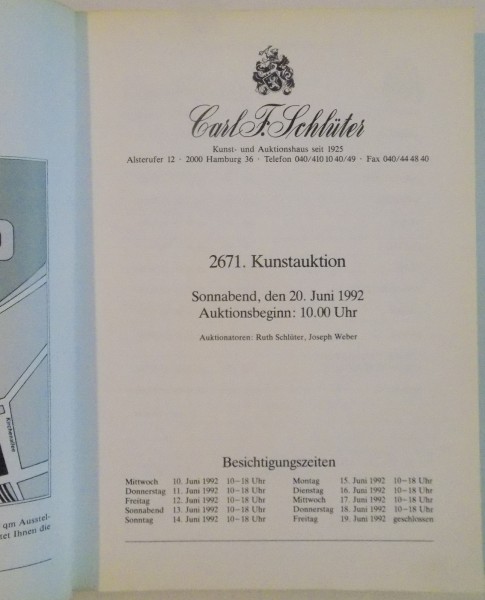 Carl F. Schlüter
Kunst- und Auktionshaus seit 1925
Alsterufer 12 · 2000 Hamburg 36 · Telefon 040/410 10 40/49 · Fax 040/44 48 40
2671. Kunstauktion
Sonnabend, den 20. Juni 1992
Auktionsbeginn: 10.00 Uhr
Auktionatoren: Ruth Schlüter, Joseph Weber
Besichtigungszeiten
Mittwoch 10. Juni 1992 10–18 Uhr Montag 15. Juni 1992 10–18 Uhr
Donnerstag 11. Juni 1992 10–18 Uhr Dienstag 16. Juni 1992 10–18 Uhr
Freitag 12. Juni 1992 10–18 Uhr Mittwoch 17. Juni 1992 10–18 Uhr
Sonnabend 13. Juni 1992 10–18 Uhr Donnerstag 18. Juni 1992 10–18 Uhr
Sonntag 14. Juni 1992 10–18 Uhr Freitag 19. Juni 1992 geschlossen
Kirchenallee
qm Ausstel-
tet Ihnen die